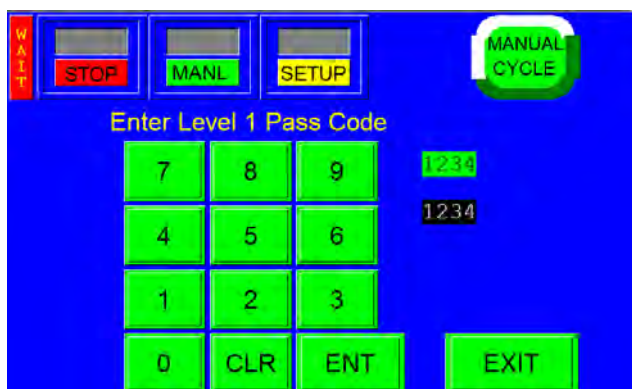 WAIT
STOP MANL SETUP
MANUAL
CYCLE
Enter Level 1 Pass Code
7 8 9 1234
1234
4 5 6
1 2 3
0 CLR ENT EXIT